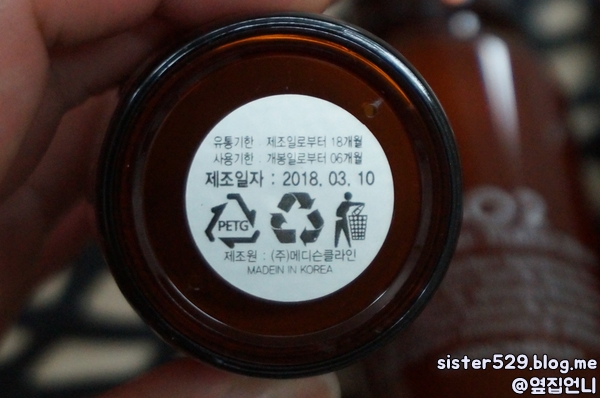 유통기한 : 제조일로부터 18개월
사용기한 : 개봉일로부터 06개월
제조일자 : 2018. 03. 10
PETG
제조원 : (주)메디슨클라인
MADEIN IN KOREA
sister529.blog.me
@옆집언니